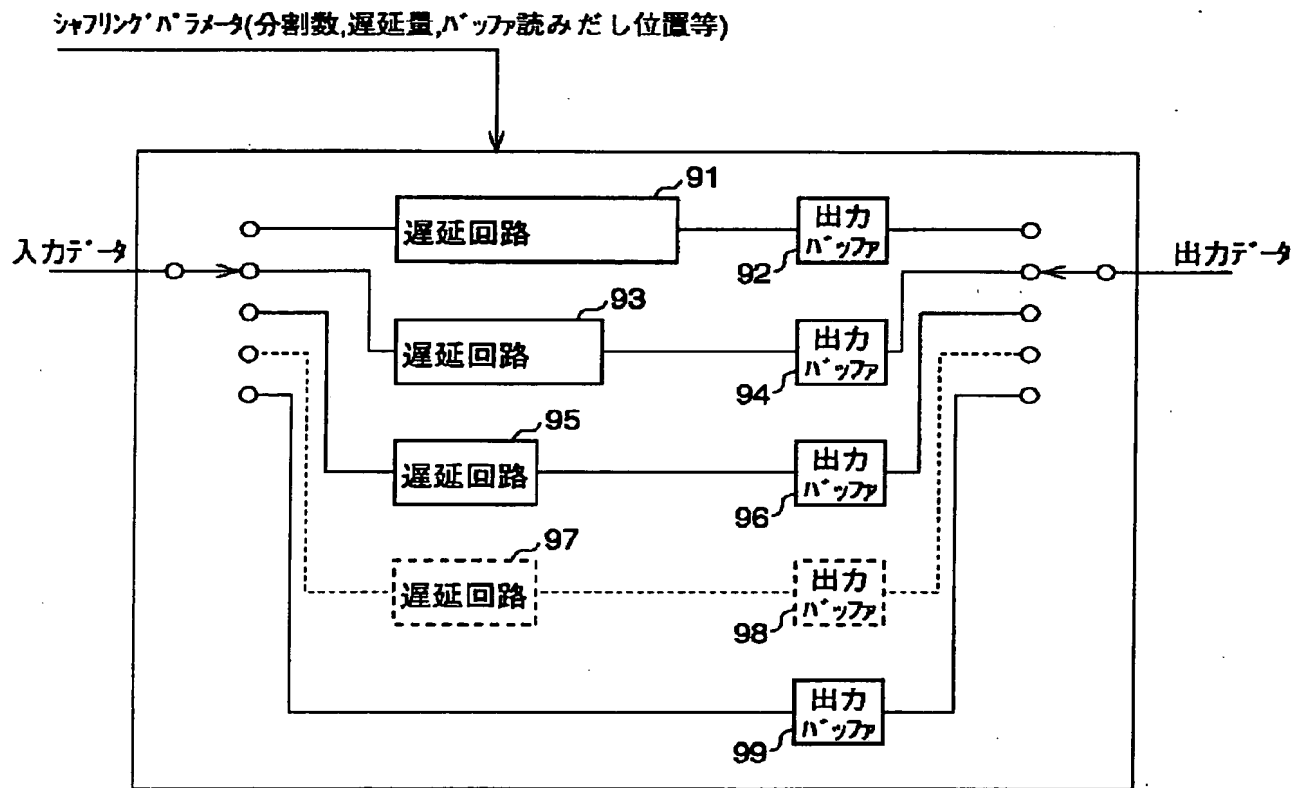 シャフリングパラメータ(分割数,遅延量,バッファ読みだし位置等)
91
遅延回路
出力
バッファ
92
入力データ
出力データ
93
遅延回路
出力
バッファ
94
95
遅延回路
出力
バッファ
96
97
遅延回路
出力
バッファ
98
出力
バッファ
99